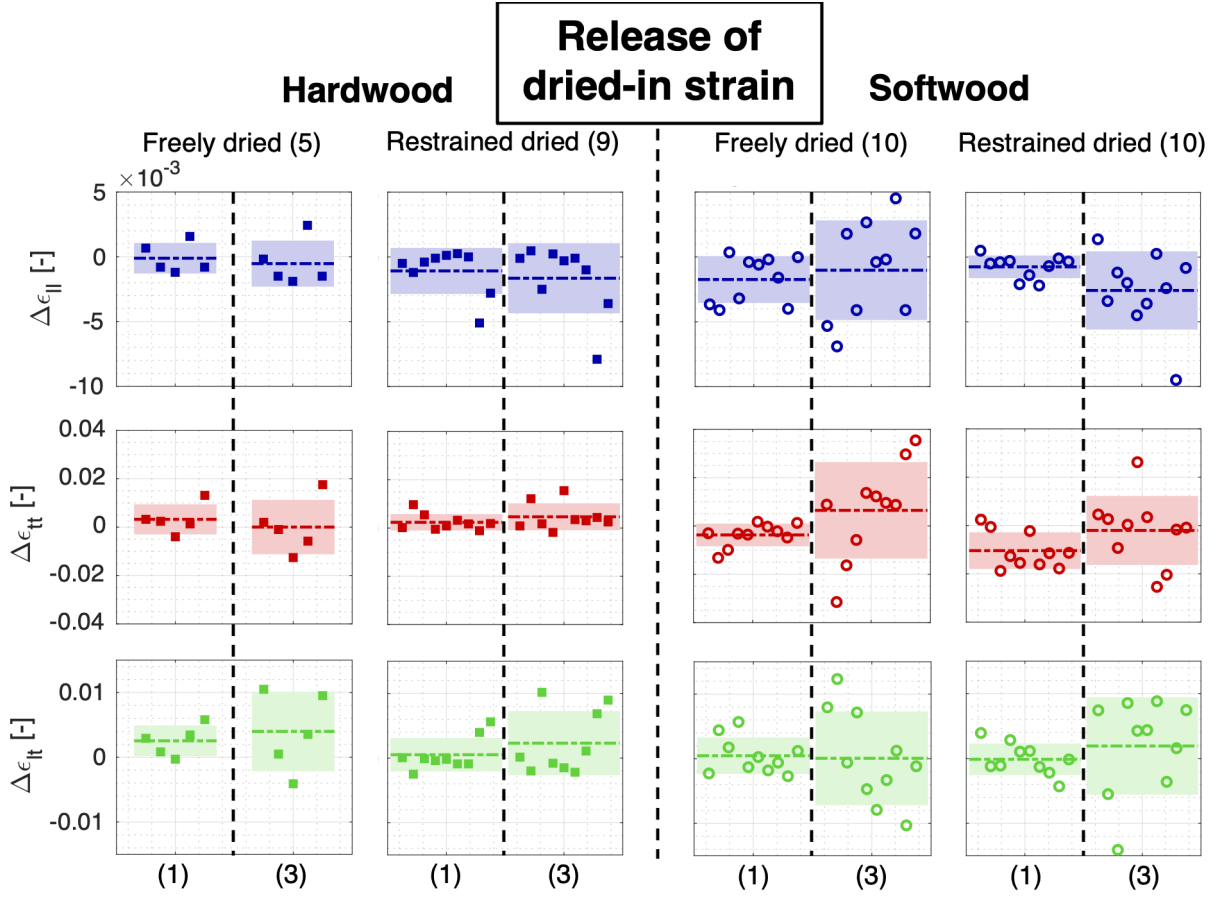 Release of
dried-in strain
Hardwood
Softwood
Freely dried (5)
Restrained dried (9)
Freely dried (10)
Restrained dried (10)
×10⁻³
5
0
-5
-10
Δϵ|| [-]
0.04
0.02
0
-0.02
-0.04
Δϵtt [-]
0.01
0
-0.01
Δϵlt [-]
(1)
(3)
(1)
(3)
(1)
(3)
(1)
(3)